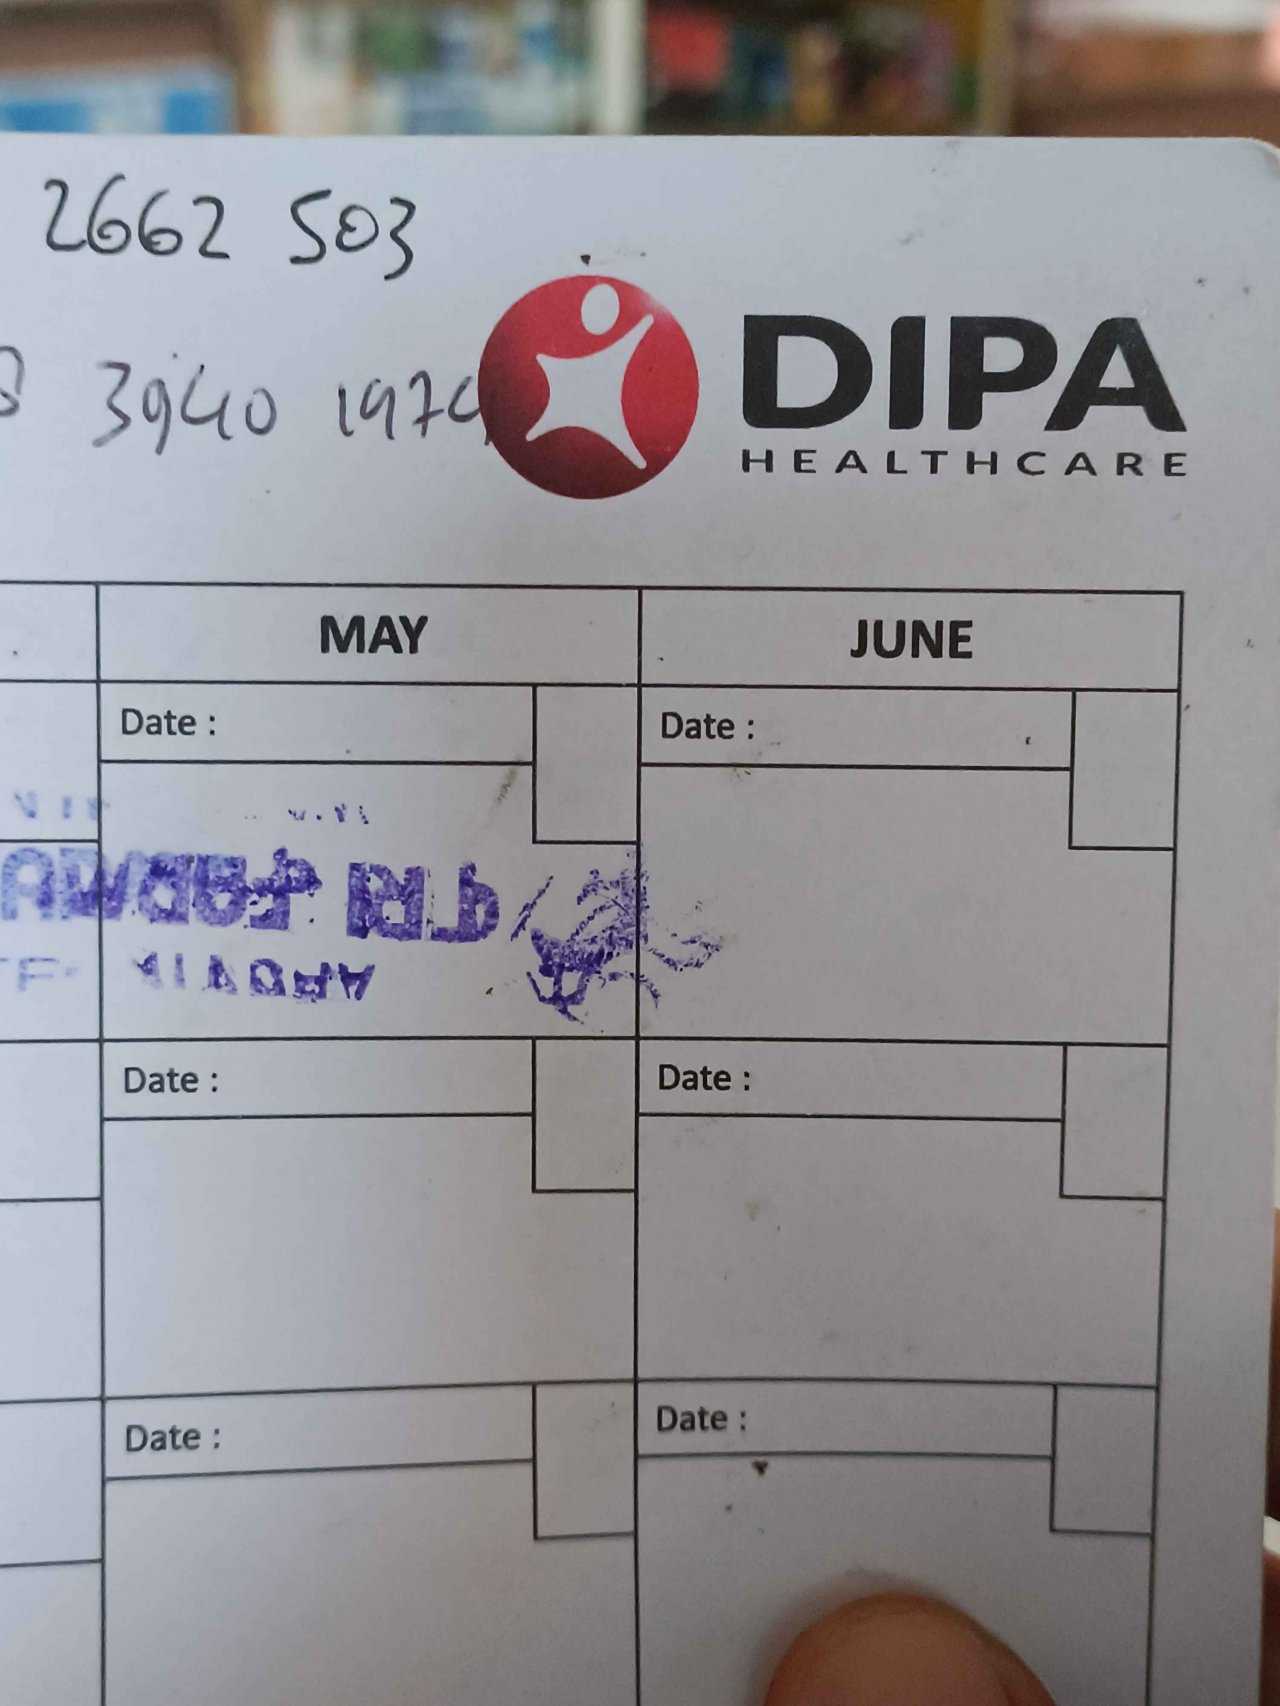 2662 503
3940 197
DIPA
HEALTHCARE
MAY JUNE
Date : Date :
Date : Date :
Date : Date :